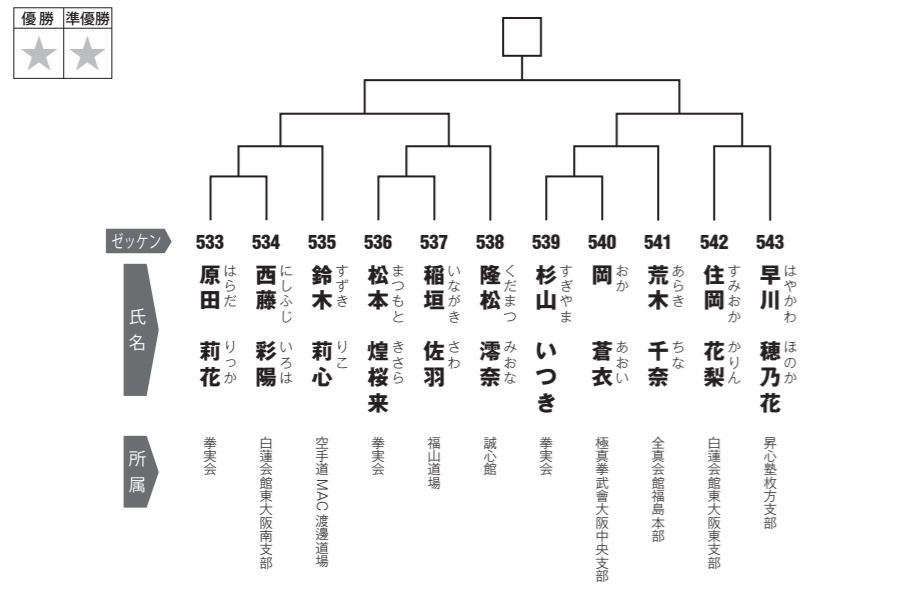 優勝 準優勝
ゼッケン 533 534 535 536 537 538 539 540 541 542 543
氏名
原田 莉花
はらだ りっか
西藤 彩陽
にしふじ いろは
鈴木 莉心
すずき りこ
松本 煌桜来
まつもと きさら
稲垣 佐羽
いながき さわ
隆松 澪奈
くだまつ みおな
杉山 いつき
すぎやま
岡 蒼衣
おか あおい
荒木 千奈
あらき ちな
住岡 花梨
すみおか かりん
早川 穂乃花
はやかわ ほのか
所属
拳実会
白蓮会館東大阪南支部
空手道MAC渡邊道場
拳実会
福山道場
誠心館
拳実会
極真拳武會大阪中央支部
全真会館福島本部
白蓮会館東大阪東支部
昇心塾枚方支部